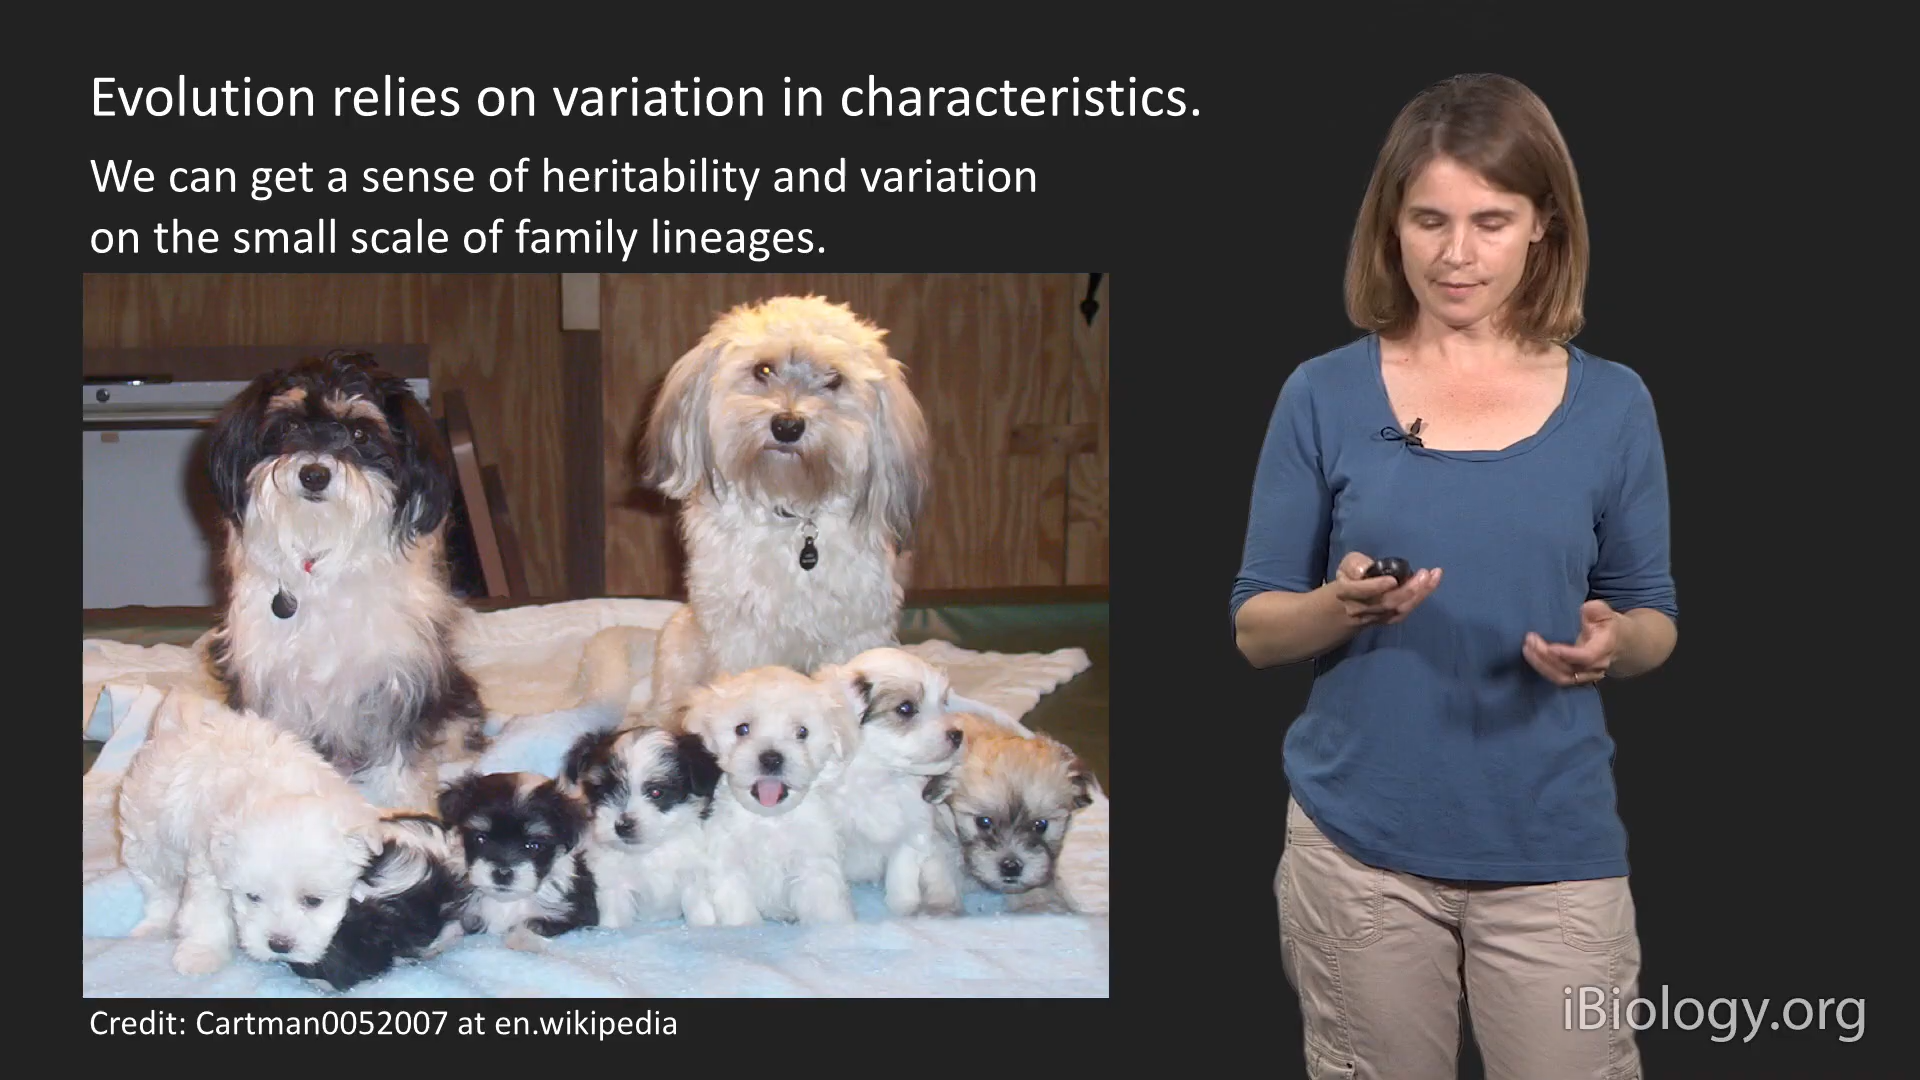 Evolution relies on variation in characteristics.
We can get a sense of heritability and variation
on the small scale of family lineages.
Credit: Cartman0052007 at en.wikipedia
iBiology.org